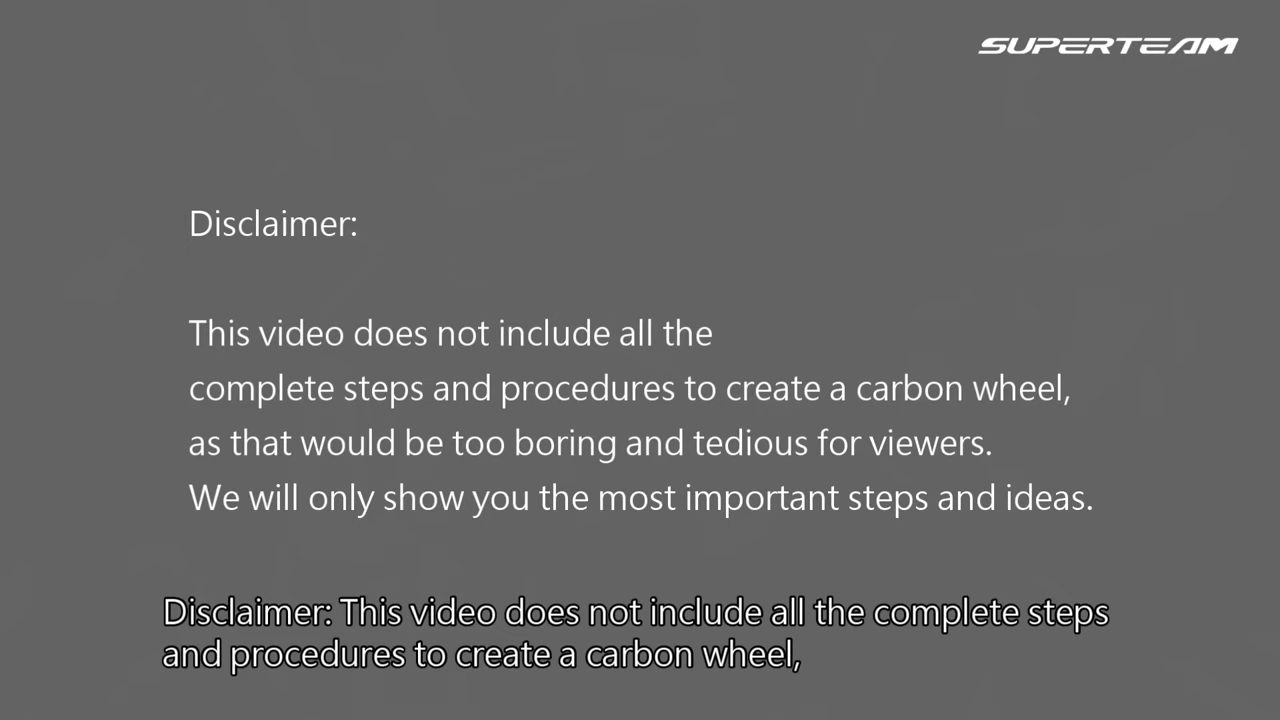 SUPERTEAM
Disclaimer:
This video does not include all the
complete steps and procedures to create a carbon wheel,
as that would be too boring and tedious for viewers.
We will only show you the most important steps and ideas.
Disclaimer: This video does not include all the complete steps
and procedures to create a carbon wheel,